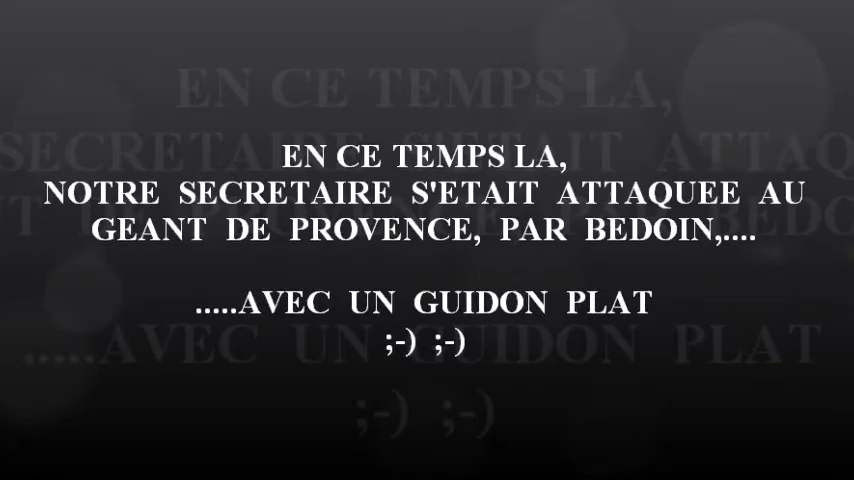 EN CE TEMPS LA,
NOTRE SECRETAIRE S'ETAIT ATTAQUEE AU
GEANT DE PROVENCE, PAR BEDOIN,....
.....AVEC UN GUIDON PLAT
;-) ;-)